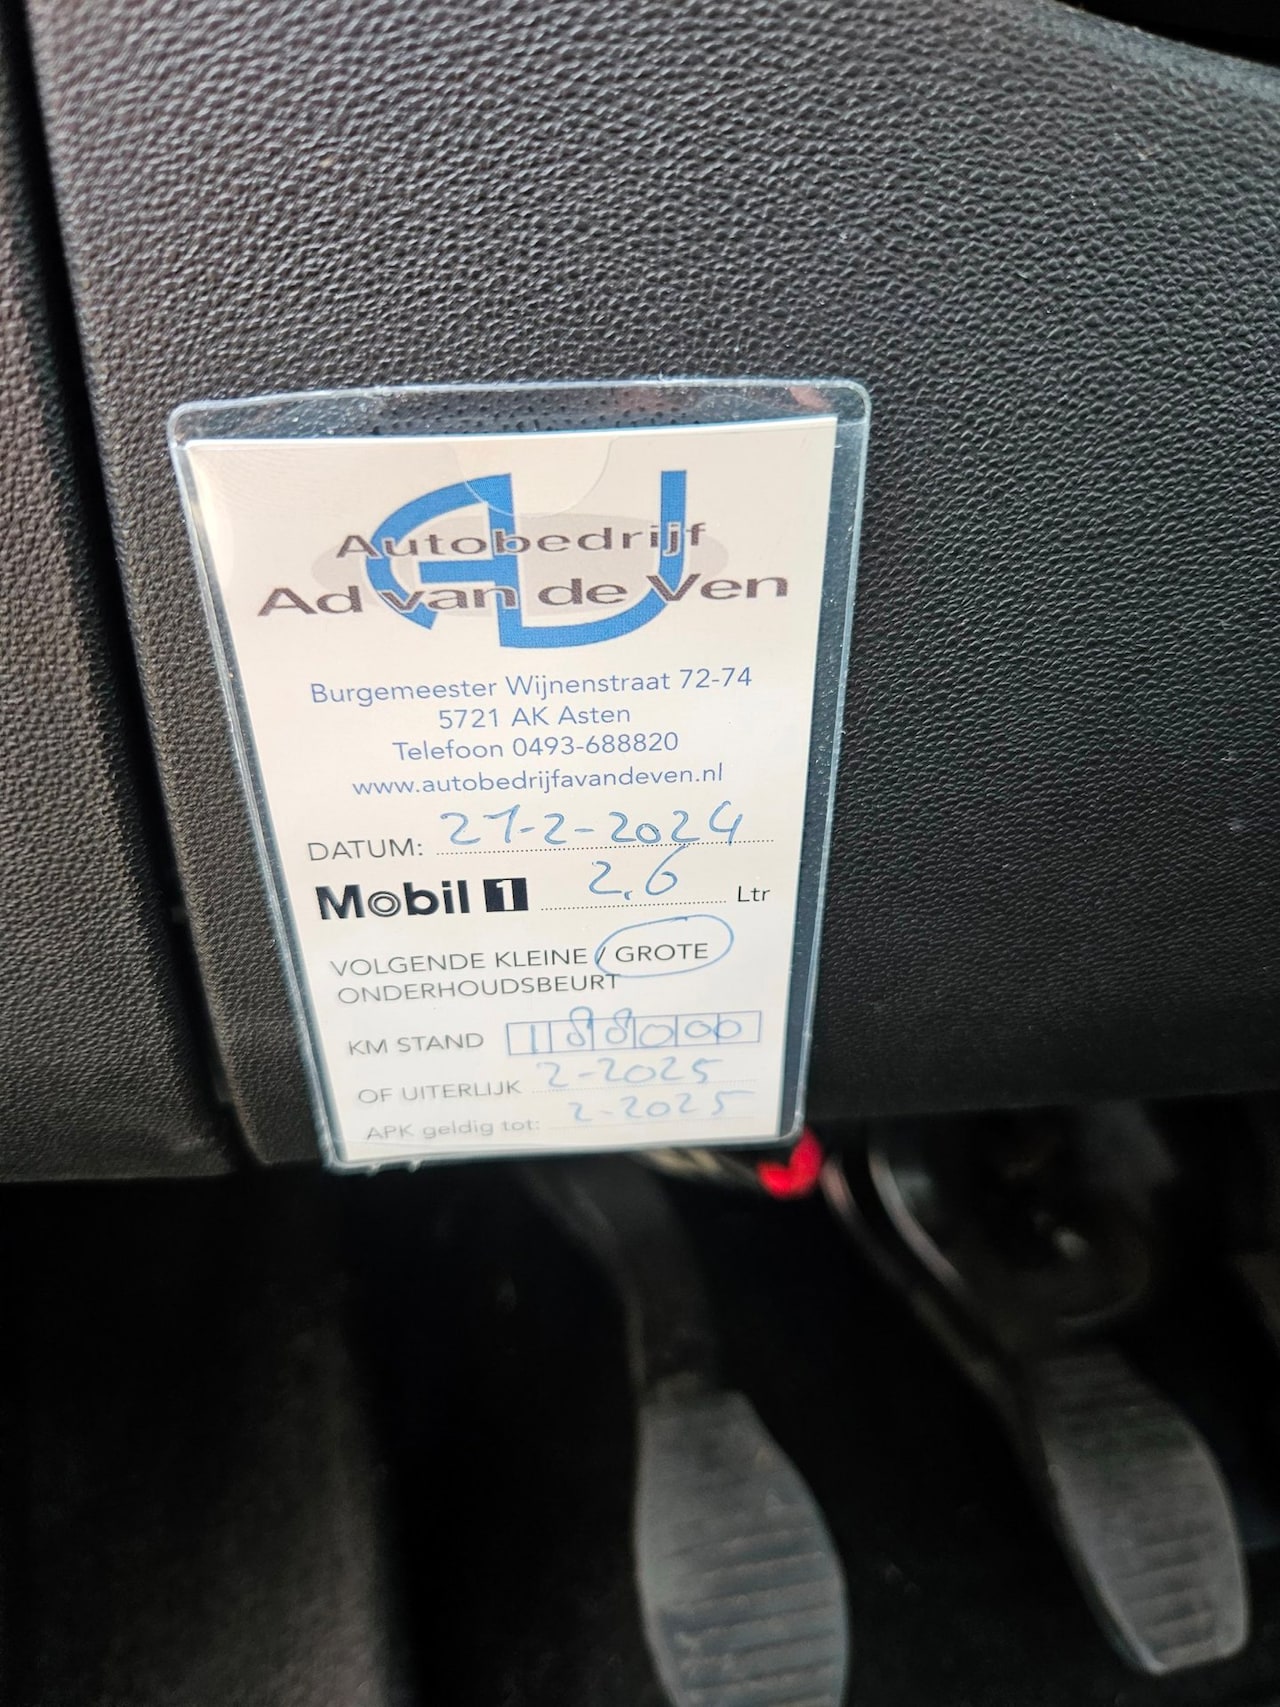 Autobedrijf
Ad van de Ven
Burgemeester Wijnenstraat 72-74
5721 AK Asten
Telefoon 0493-688820
www.autobedrijfavandeven.nl
DATUM: 21-2-2024
Mobil 1 2,6 Ltr
VOLGENDE KLEINE / GROTE
ONDERHOUDSBEURT
KM STAND 188000
OF UITERLIJK 2-2025
APK geldig tot: 2-2025